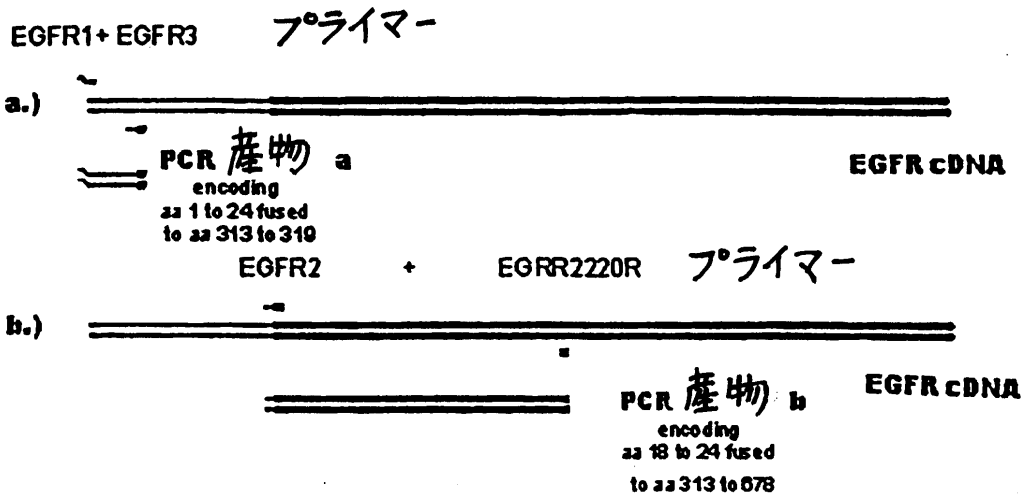 EGFR1+ EGFR3 プライマー
a.)
PCR 産物 a
EGFR cDNA
encoding
aa 1 to 24 fused
to aa 313 to 319
EGFR2 + EGRR2220R プライマー
b.)
EGFR cDNA
PCR 産物 b
encoding
aa 18 to 24 fused
to aa 313 to 678